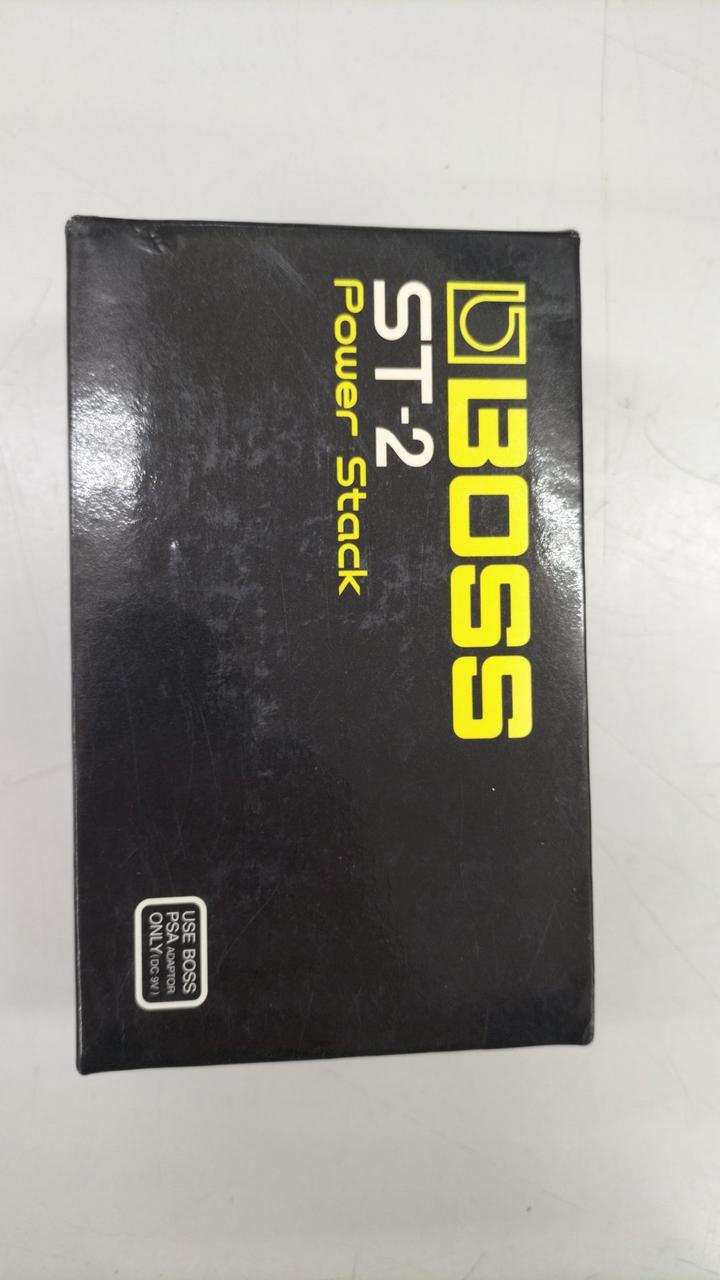 BOSS
ST-2
Power Stack
USE BOSS
PSA ADAPTOR
ONLY (DC 9V)